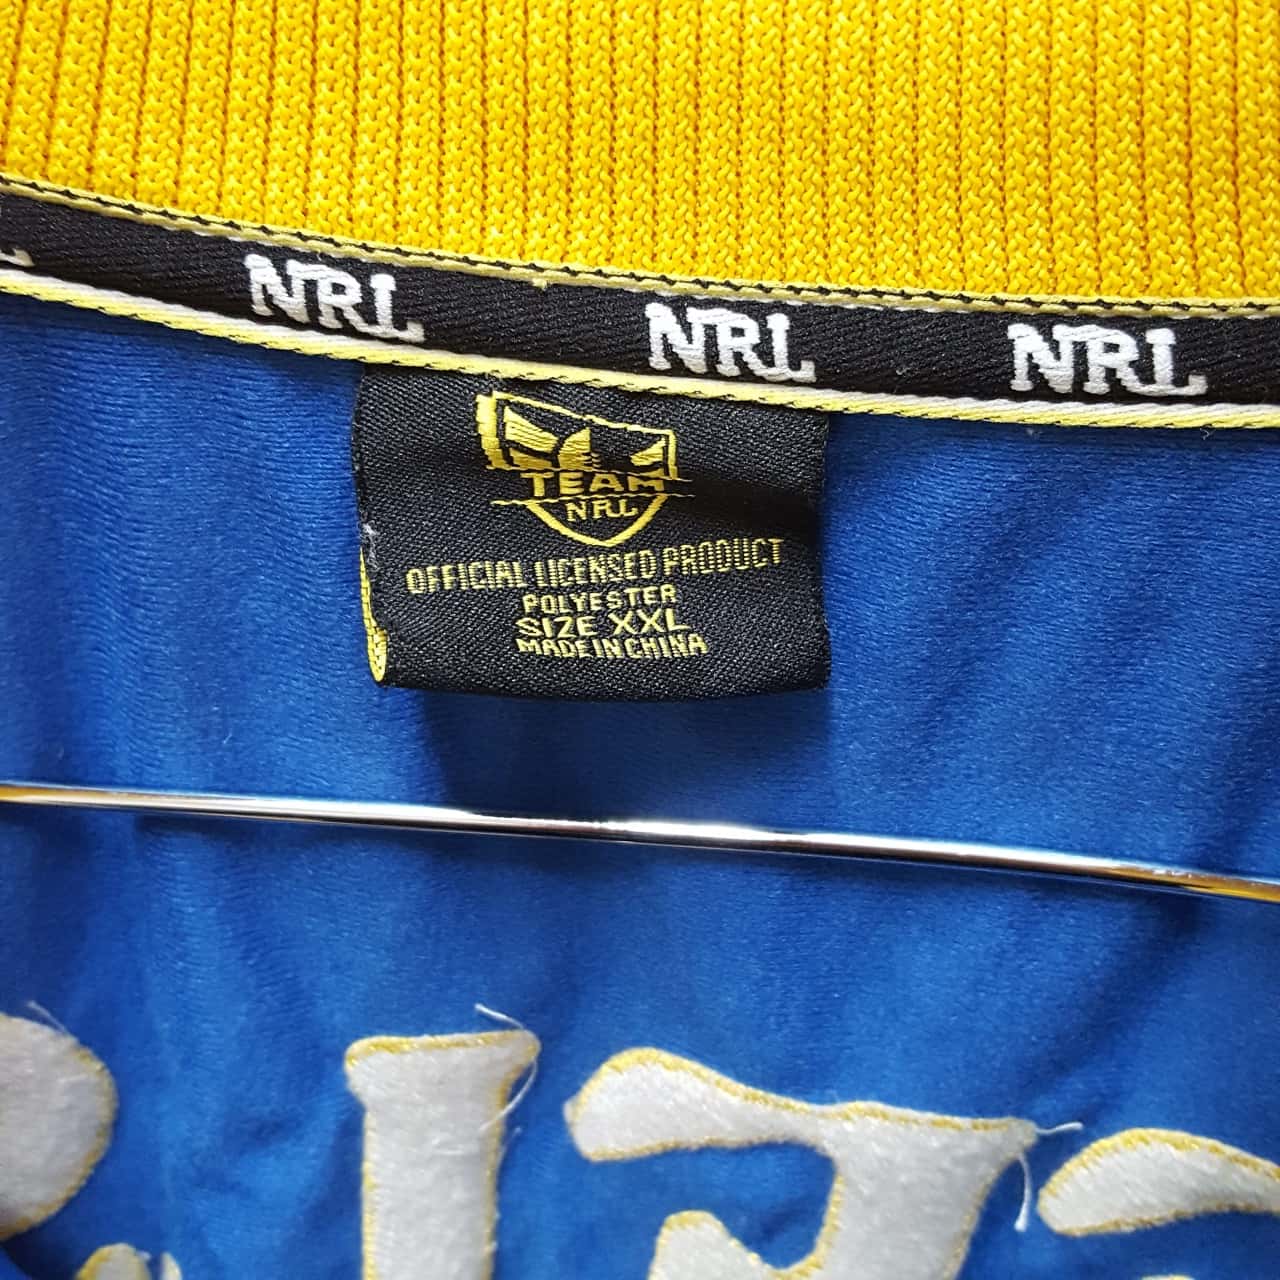 NRL NRL NRL
TEAM
NRL
OFFICIAL LICENSED PRODUCT
POLYESTER
SIZE XXL
MADE IN CHINA